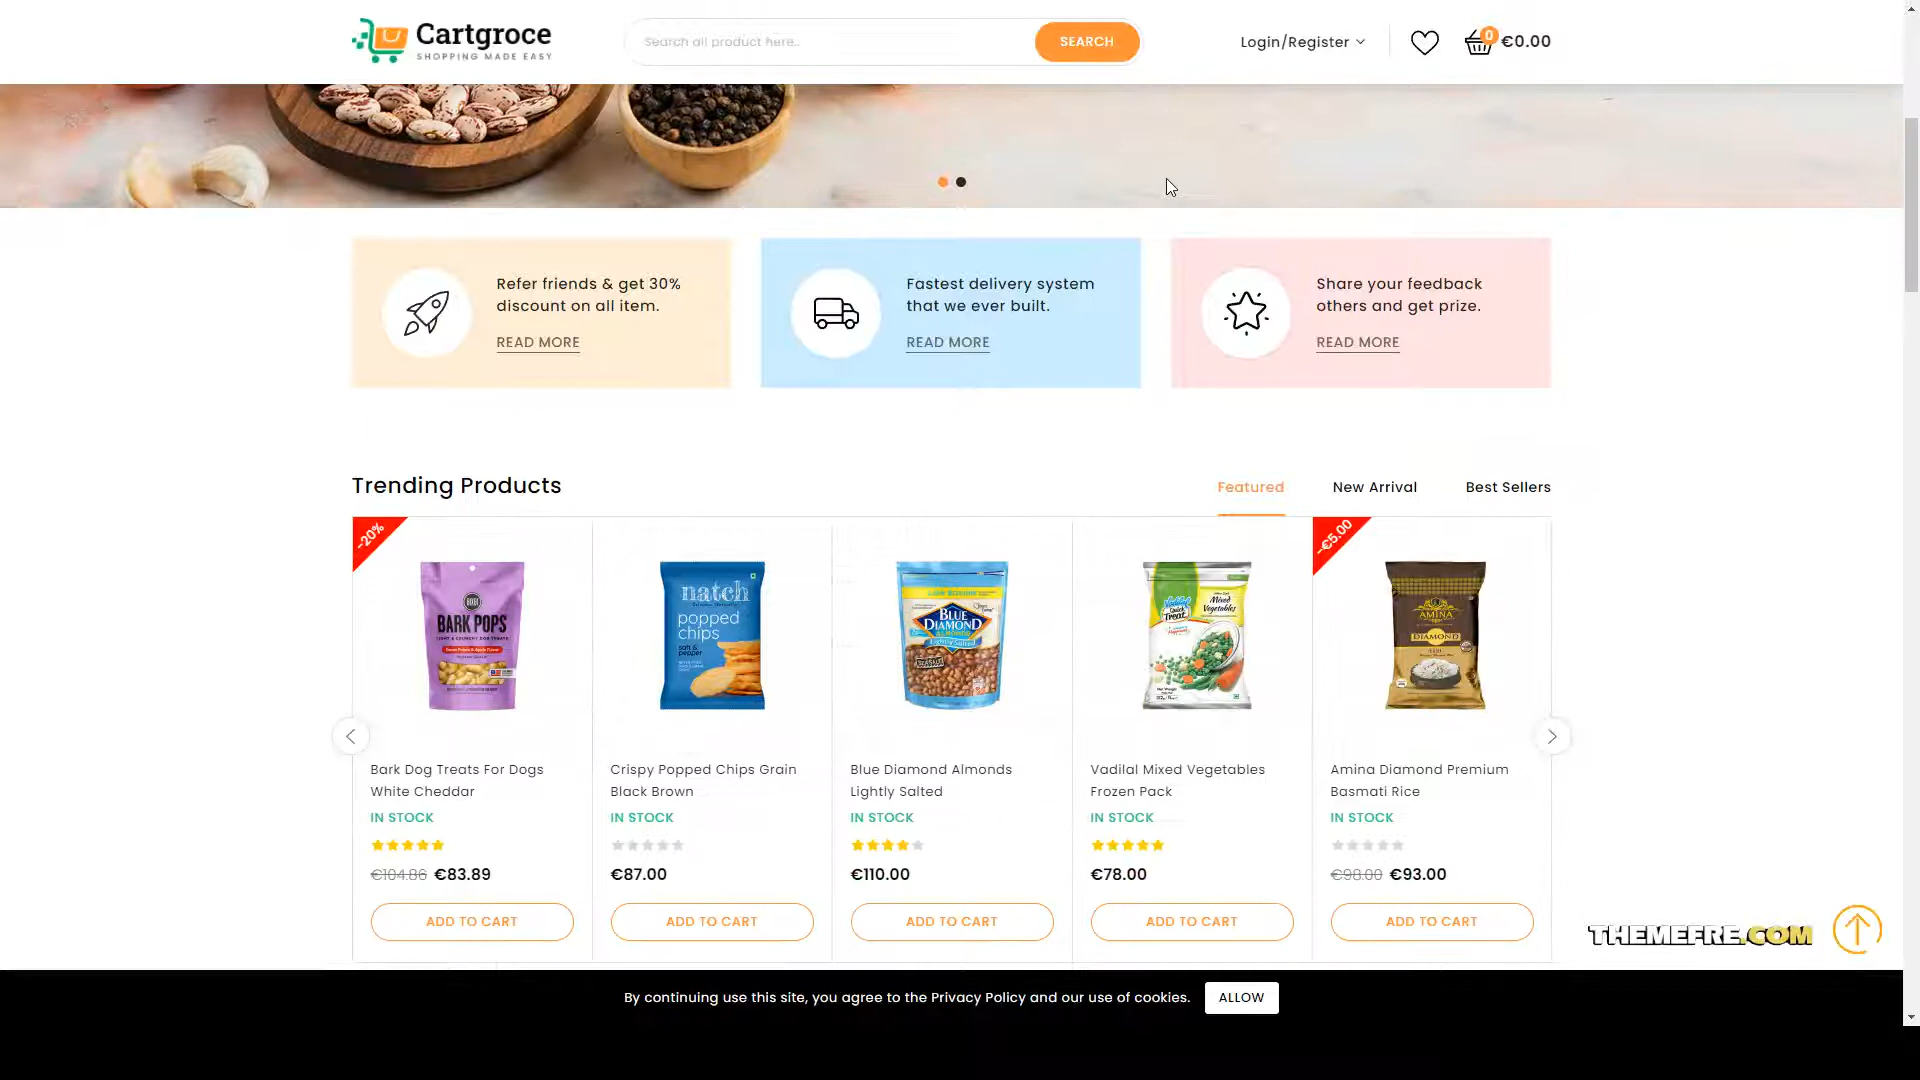 Cartgroce
SHOPPING MADE EASY
Search all product here..
SEARCH
Login/Register
0
€0.00
Refer friends & get 30%
discount on all item.
READ MORE
Fastest delivery system
that we ever built.
READ MORE
Share your feedback
others and get prize.
READ MORE
Trending Products
Featured
New Arrival
Best Sellers
-20%
-€5.00
BARK POPS
natch
popped
chips
salt &
pepper
BLUE
DIAMOND
ALMONDS
Lightly Salted
Vadilal
Quick
Treat
Mixed
Vegetables
AMINA
DIAMOND
Bark Dog Treats For Dogs
White Cheddar
IN STOCK
€104.86 €83.89
ADD TO CART
Crispy Popped Chips Grain
Black Brown
IN STOCK
€87.00
ADD TO CART
Blue Diamond Almonds
Lightly Salted
IN STOCK
€110.00
ADD TO CART
Vadilal Mixed Vegetables
Frozen Pack
IN STOCK
€78.00
ADD TO CART
Amina Diamond Premium
Basmati Rice
IN STOCK
€98.00 €93.00
ADD TO CART
THEMEFRE.COM
By continuing use this site, you agree to the Privacy Policy and our use of cookies.
ALLOW